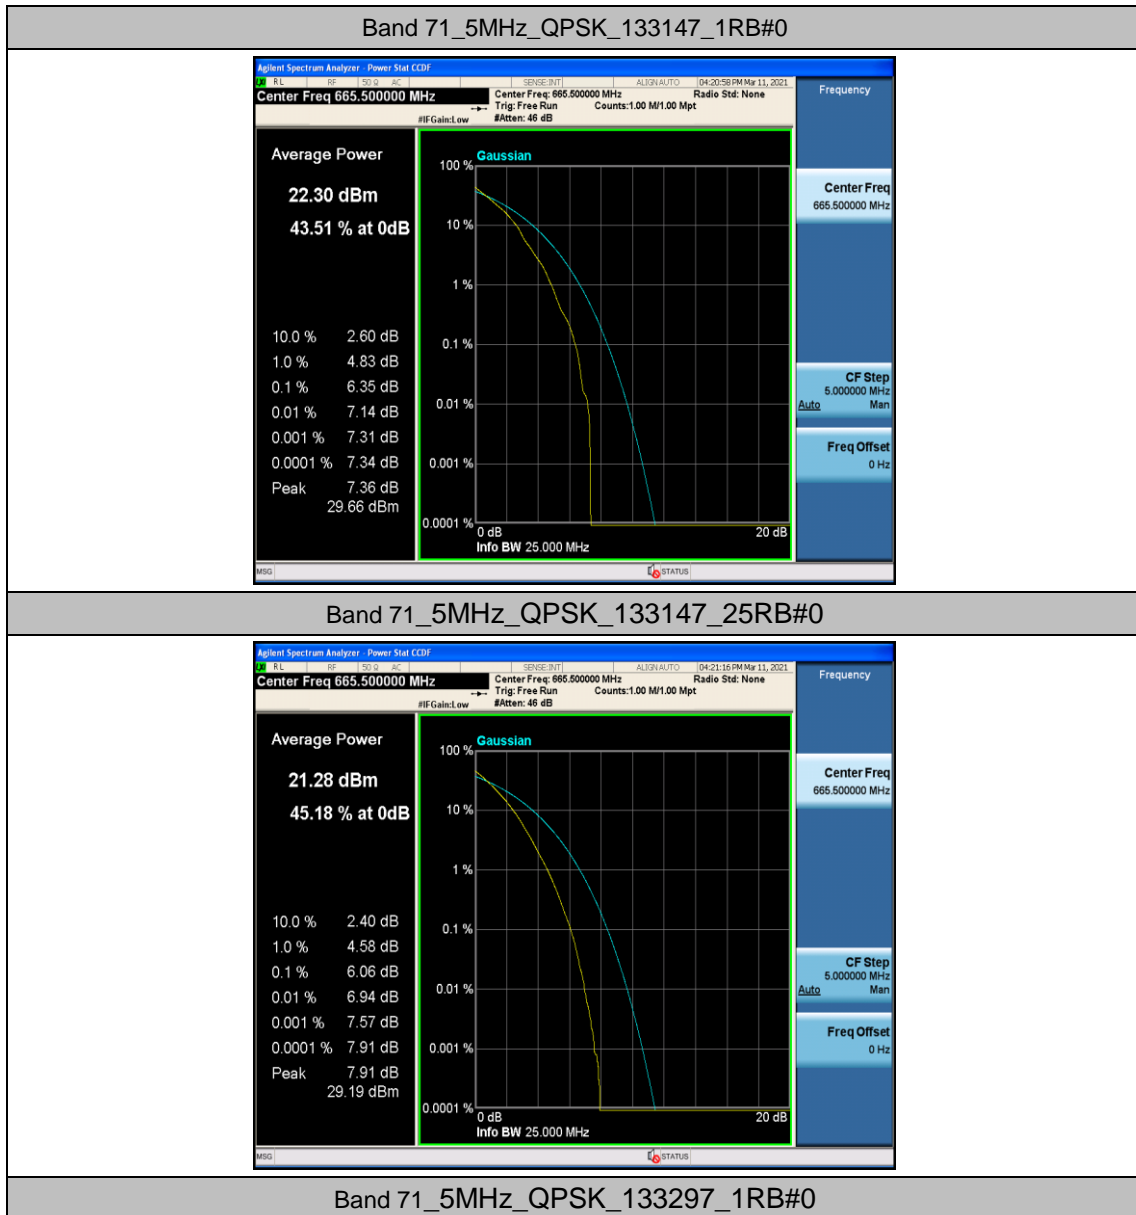 Band 71_5MHz_QPSK_133147_1RB#0
Agilent Spectrum Analyzer - Power Stat CCDF
RL RF 50 Ω AC SENSE:INT ALIGN AUTO 04:20:58 PM Mar 11, 2021
Center Freq 665.500000 MHz
Center Freq: 665.500000 MHz Radio Std: None
Trig: Free Run Counts:1.00 M/1.00 Mpt
#IFGain:Low #Atten: 46 dB
Frequency
Average Power
22.30 dBm
43.51 % at 0dB
10.0 % 2.60 dB
1.0 % 4.83 dB
0.1 % 6.35 dB
0.01 % 7.14 dB
0.001 % 7.31 dB
0.0001 % 7.34 dB
Peak 7.36 dB
29.66 dBm
Gaussian
100 %
10 %
1 %
0.1 %
0.01 %
0.001 %
0.0001 %
0 dB 20 dB
Info BW 25.000 MHz
Center Freq
665.500000 MHz
CF Step
5.000000 MHz
Auto Man
Freq Offset
0 Hz
MSG STATUS
Band 71_5MHz_QPSK_133147_25RB#0
Agilent Spectrum Analyzer - Power Stat CCDF
RL RF 50 Ω AC SENSE:INT ALIGN AUTO 04:21:16 PM Mar 11, 2021
Center Freq 665.500000 MHz
Center Freq: 665.500000 MHz Radio Std: None
Trig: Free Run Counts:1.00 M/1.00 Mpt
#IFGain:Low #Atten: 46 dB
Frequency
Average Power
21.28 dBm
45.18 % at 0dB
10.0 % 2.40 dB
1.0 % 4.58 dB
0.1 % 6.06 dB
0.01 % 6.94 dB
0.001 % 7.57 dB
0.0001 % 7.91 dB
Peak 7.91 dB
29.19 dBm
Gaussian
100 %
10 %
1 %
0.1 %
0.01 %
0.001 %
0.0001 %
0 dB 20 dB
Info BW 25.000 MHz
Center Freq
665.500000 MHz
CF Step
5.000000 MHz
Auto Man
Freq Offset
0 Hz
MSG STATUS
Band 71_5MHz_QPSK_133297_1RB#0